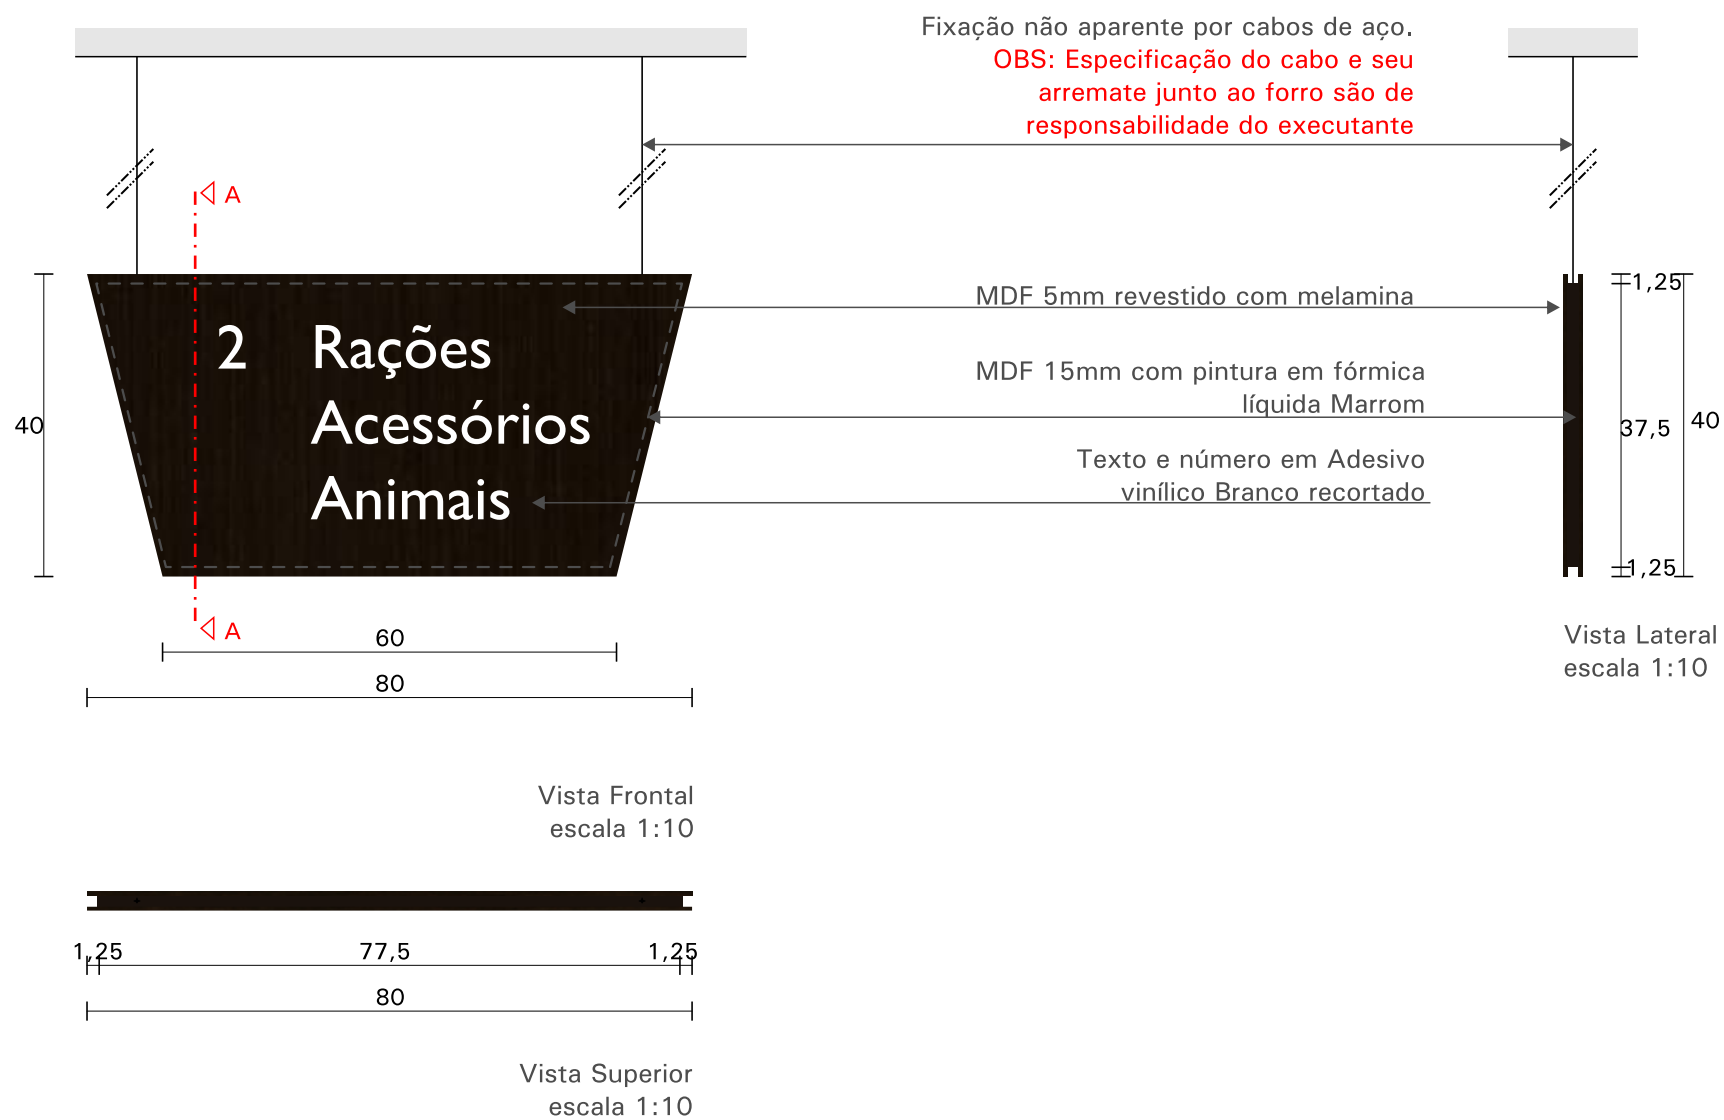 Fixação não aparente por cabos de aço.
OBS: Especificação do cabo e seu
arremate junto ao forro são de
responsabilidade do executante
A
MDF 5mm revestido com melamina
1,25
2 Rações
Acessórios
Animais
MDF 15mm com pintura em fórmica
líquida Marrom
40
37,5
40
Texto e número em Adesivo
vinílico Branco recortado
1,25
A
60
80
Vista Lateral
escala 1:10
Vista Frontal
escala 1:10
1,25
77,5
1,25
80
Vista Superior
escala 1:10